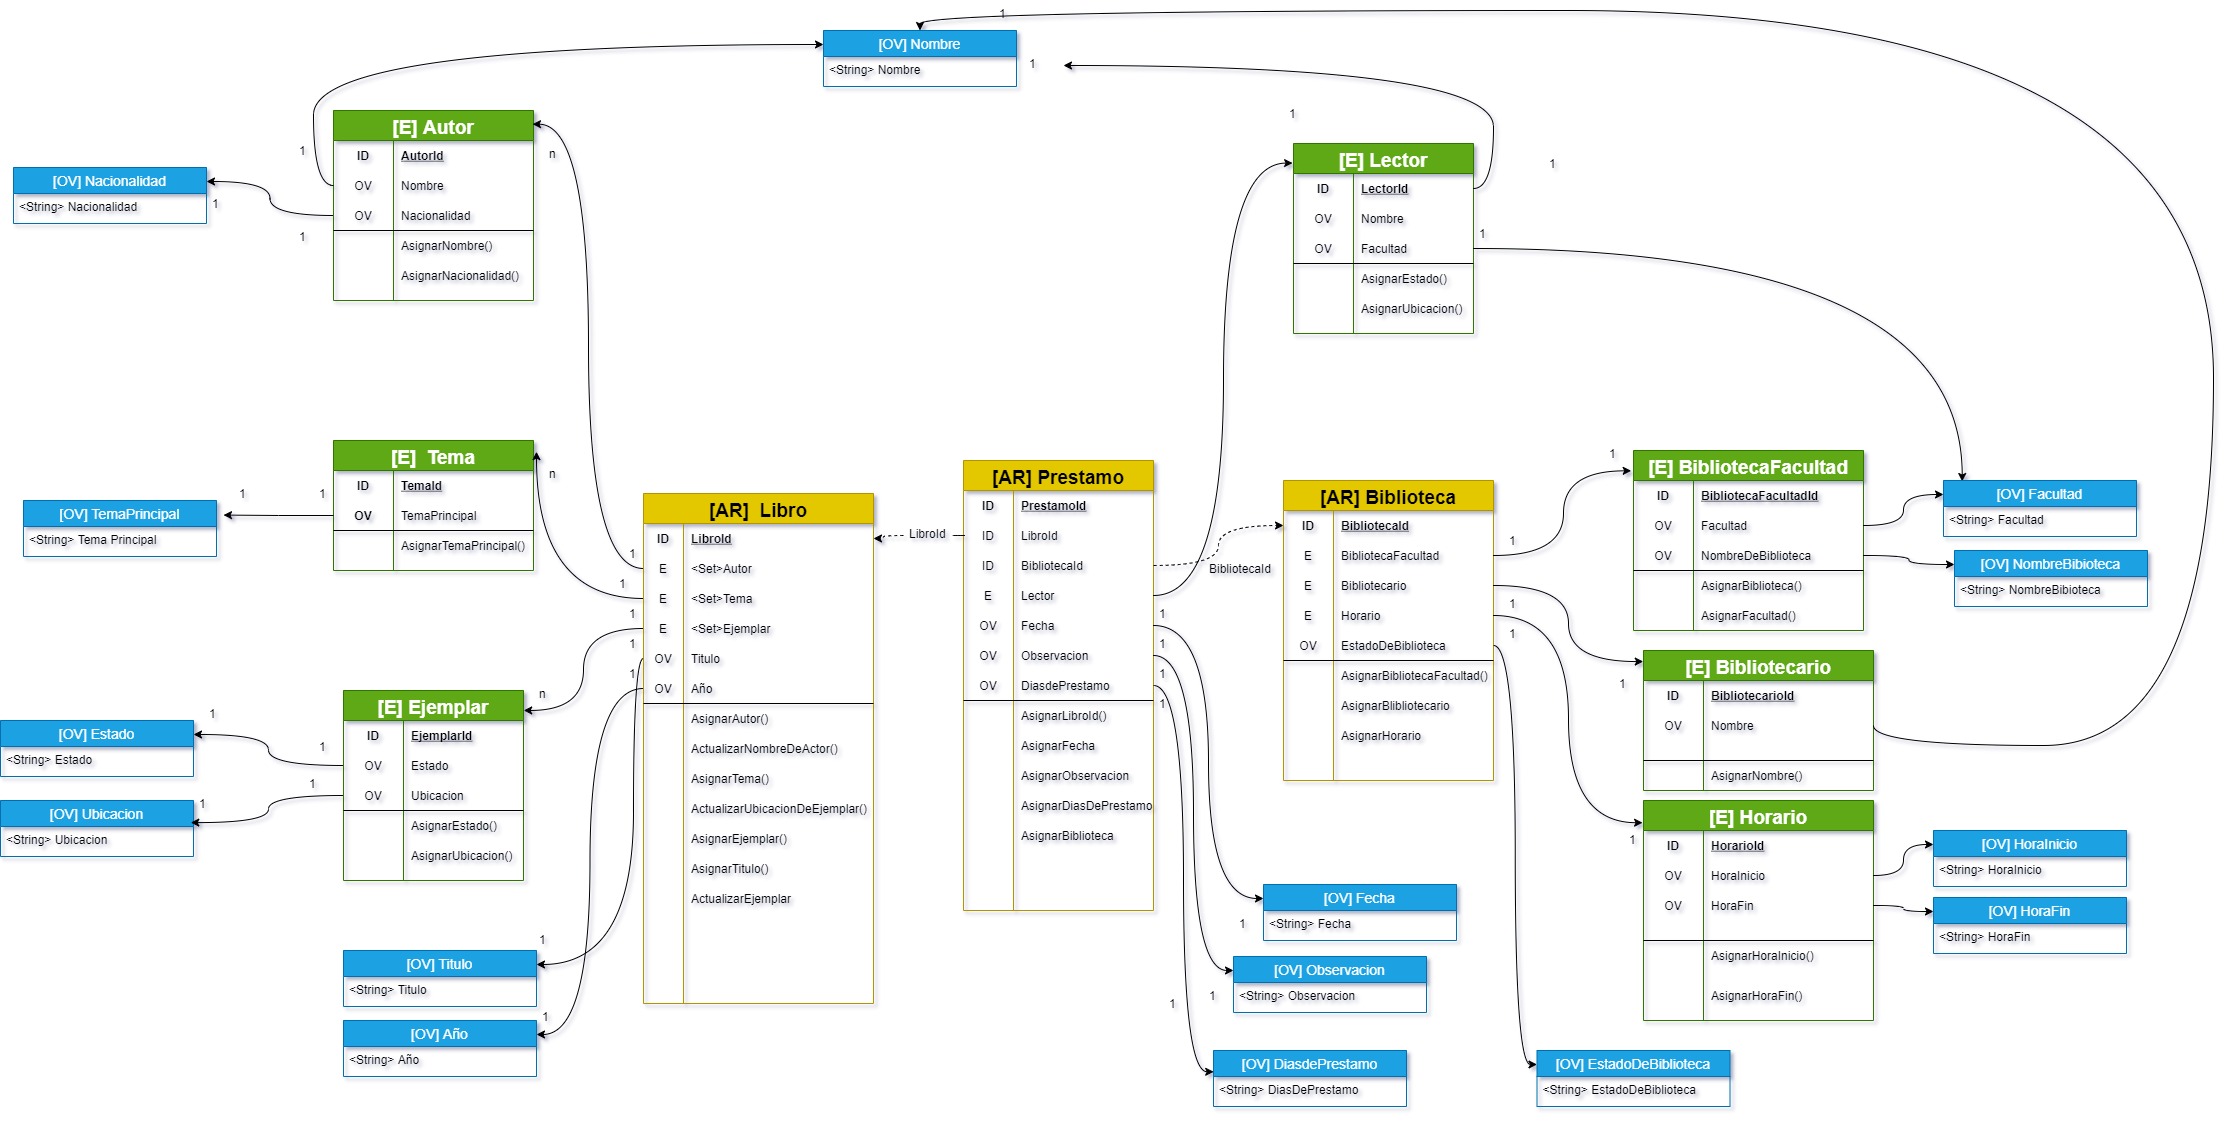 1
[OV] Nombre
<String> Nombre
1
1
[E] Autor
ID AutorId
OV Nombre
OV Nacionalidad
AsignarNombre()
AsignarNacionalidad()
n
1
1
[OV] Nacionalidad
<String> Nacionalidad
1
[E] Lector
ID LectorId
OV Nombre
OV Facultad
AsignarEstado()
AsignarUbicacion()
1
1
[E] Tema
ID TemaId
OV TemaPrincipal
AsignarTemaPrincipal()
n
1
1
[OV] TemaPrincipal
<String> Tema Principal
[AR] Libro
ID LibroId
E <Set>Autor
E <Set>Tema
E <Set>Ejemplar
OV Titulo
OV Año
AsignarAutor()
ActualizarNombreDeActor()
AsignarTema()
ActualizarUbicacionDeEjemplar()
AsignarEjemplar()
AsignarTitulo()
ActualizarEjemplar
1
1
1
1
1
LibroId
[AR] Prestamo
ID PrestamoId
ID LibroId
ID BibliotecaId
E Lector
OV Fecha
OV Observacion
OV DiasdePrestamo
AsignarLibroId()
AsignarFecha
AsignarObservacion
AsignarDiasDePrestamo
AsignarBiblioteca
1
1
1
1
BibliotecaId
[AR] Biblioteca
ID BibliotecaId
E BibliotecaFacultad
E Bibliotecario
E Horario
OV EstadoDeBiblioteca
AsignarBibliotecaFacultad()
AsignarBlibliotecario
AsignarHorario
1
1
1
1
[E] BibliotecaFacultad
ID BibliotecaFacultadId
OV Facultad
OV NombreDeBiblioteca
AsignarBiblioteca()
AsignarFacultad()
[OV] Facultad
<String> Facultad
[OV] NombreBibioteca
<String> NombreBibioteca
[E] Bibliotecario
ID BibliotecarioId
OV Nombre
AsignarNombre()
1
[E] Ejemplar
ID EjemplarId
OV Estado
OV Ubicacion
AsignarEstado()
AsignarUbicacion()
n
1
1
1
[OV] Estado
<String> Estado
1
[OV] Ubicacion
<String> Ubicacion
[E] Horario
ID HorarioId
OV HoraInicio
OV HoraFin
AsignarHoraInicio()
AsignarHoraFin()
1
[OV] HoraInicio
<String> HoraInicio
[OV] HoraFin
<String> HoraFin
[OV] Fecha
<String> Fecha
1
1
[OV] Titulo
<String> Titulo
[OV] Observacion
<String> Observacion
1
1
1
[OV] Año
<String> Año
[OV] DiasdePrestamo
<String> DiasDePrestamo
[OV] EstadoDeBiblioteca
<String> EstadoDeBiblioteca